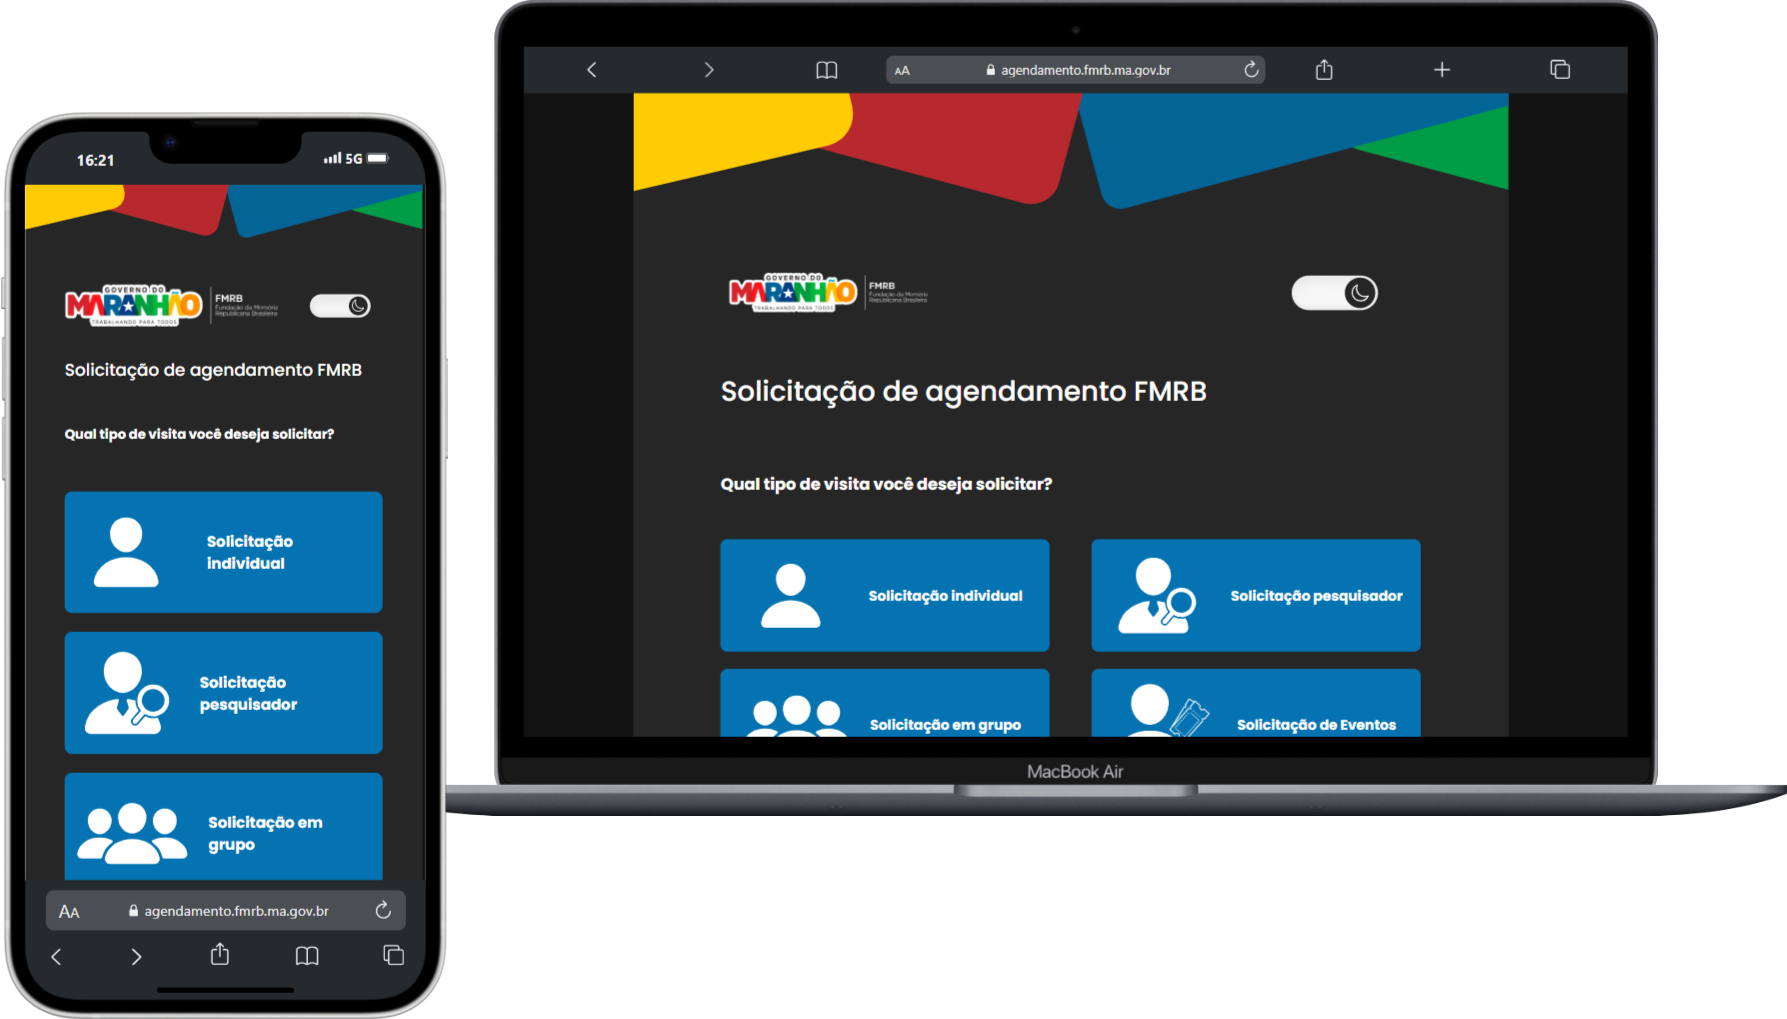 16:21
5G
GOVERNO DO
MARANHÃO
TRABALHANDO PARA TODOS
FMRB
Fundação da Memória
Republicana Brasileira
Solicitação de agendamento FMRB
Qual tipo de visita você deseja solicitar?
Solicitação
individual
Solicitação
pesquisador
Solicitação em
grupo
AA
agendamento.fmrb.ma.gov.br
AA
agendamento.fmrb.ma.gov.br
GOVERNO DO
MARANHÃO
TRABALHANDO PARA TODOS
FMRB
Fundação da Memória
Republicana Brasileira
Solicitação de agendamento FMRB
Qual tipo de visita você deseja solicitar?
Solicitação individual
Solicitação pesquisador
Solicitação em grupo
Solicitação de Eventos
MacBook Air